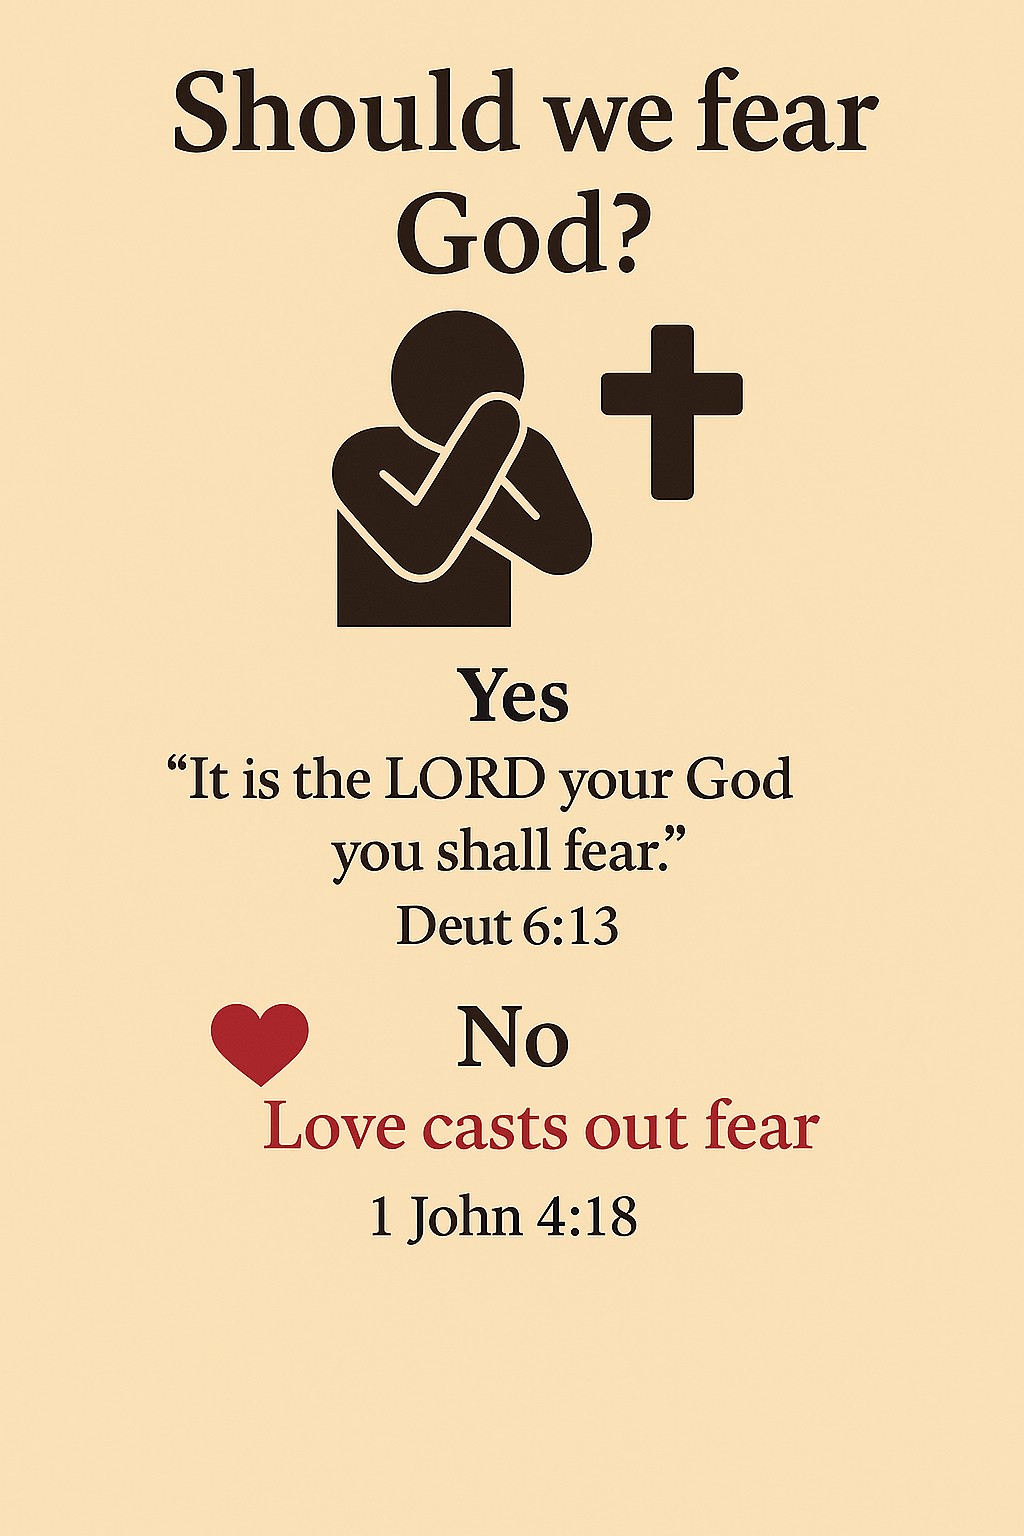 Should we fear
God?
Yes
“It is the LORD your God
you shall fear.”
Deut 6:13
No
Love casts out fear
1 John 4:18